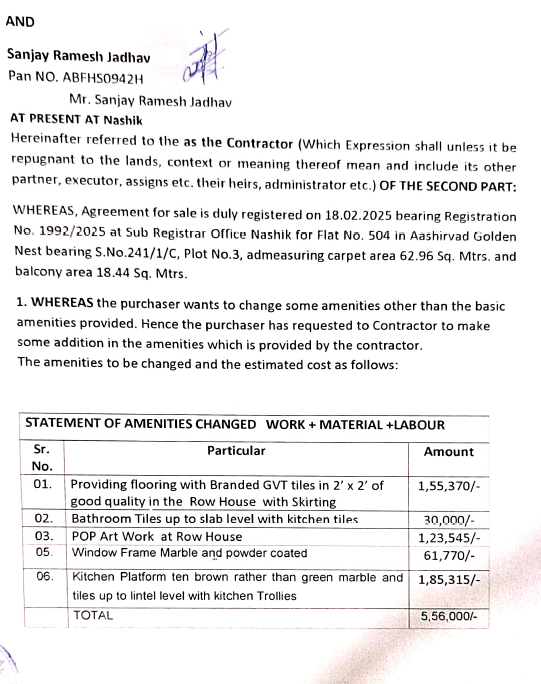 AND
Sanjay Ramesh Jadhav
Pan NO. ABFHS0942H
Mr. Sanjay Ramesh Jadhav
AT PRESENT AT Nashik
Hereinafter referred to the as the Contractor (Which Expression shall unless it be
repugnant to the lands, context or meaning thereof mean and include its other
partner, executor, assigns etc. their heirs, administrator etc.) OF THE SECOND PART:
WHEREAS, Agreement for sale is duly registered on 18.02.2025 bearing Registration
No. 1992/2025 at Sub Registrar Office Nashik for Flat No. 504 in Aashirvad Golden
Nest bearing S.No.241/1/C, Plot No.3, admeasuring carpet area 62.96 Sq. Mtrs. and
balcony area 18.44 Sq. Mtrs.
1. WHEREAS the purchaser wants to change some amenities other than the basic
amenities provided. Hence the purchaser has requested to Contractor to make
some addition in the amenities which is provided by the contractor.
The amenities to be changed and the estimated cost as follows:
STATEMENT OF AMENITIES CHANGED WORK + MATERIAL +LABOUR
Sr. No. Particular Amount
01. Providing flooring with Branded GVT tiles in 2' x 2' of 1,55,370/-
good quality in the Row House with Skirting
02. Bathroom Tiles up to slab level with kitchen tiles 30,000/-
03. POP Art Work at Row House 1,23,545/-
05. Window Frame Marble and powder coated 61,770/-
06. Kitchen Platform ten brown rather than green marble and 1,85,315/-
tiles up to lintel level with kitchen Trollies
TOTAL 5,56,000/-